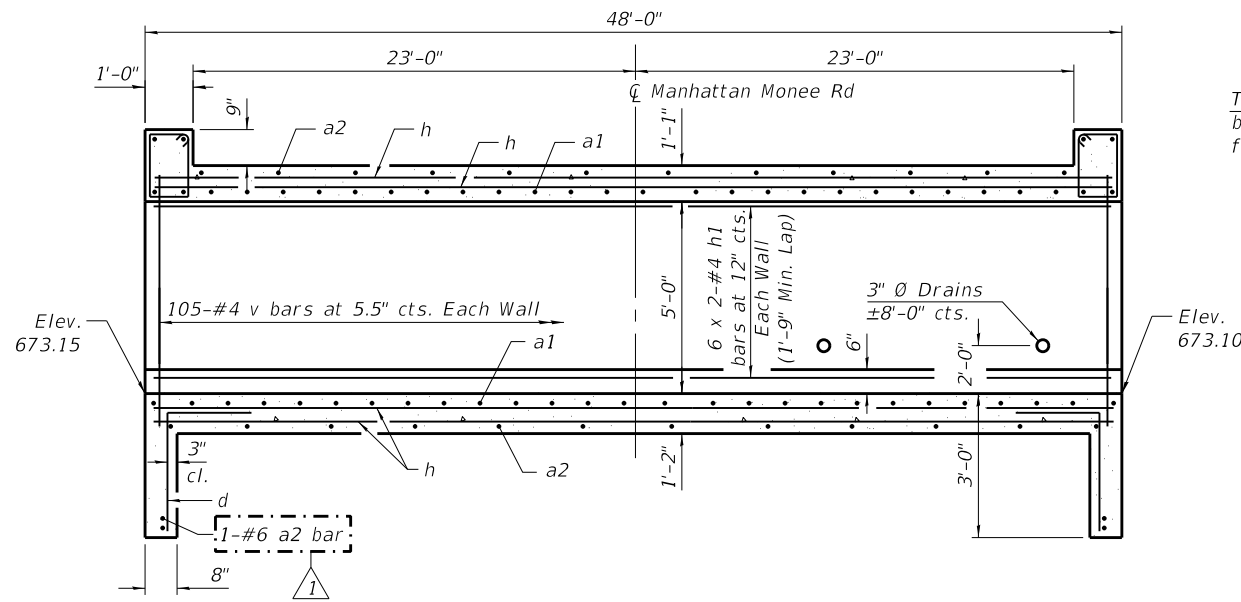 48'-0"
23'-0"
23'-0"
1'-0"
9"
℄ Manhattan Monee Rd
1'-1"
a2
h
h
a1
T
b
f
6 x 2-#4 h1
bars at 12" cts.
Each Wall
(1'-9" Min. Lap)
5'-0"
105-#4 v bars at 5.5" cts. Each Wall
3" Ø Drains
±8'-0" cts.
Elev.
673.15
Elev.
673.10
a1
6"
2'-0"
3"
cl.
h
a2
1'-2"
3'-0"
d
1-#6 a2 bar
8"
1